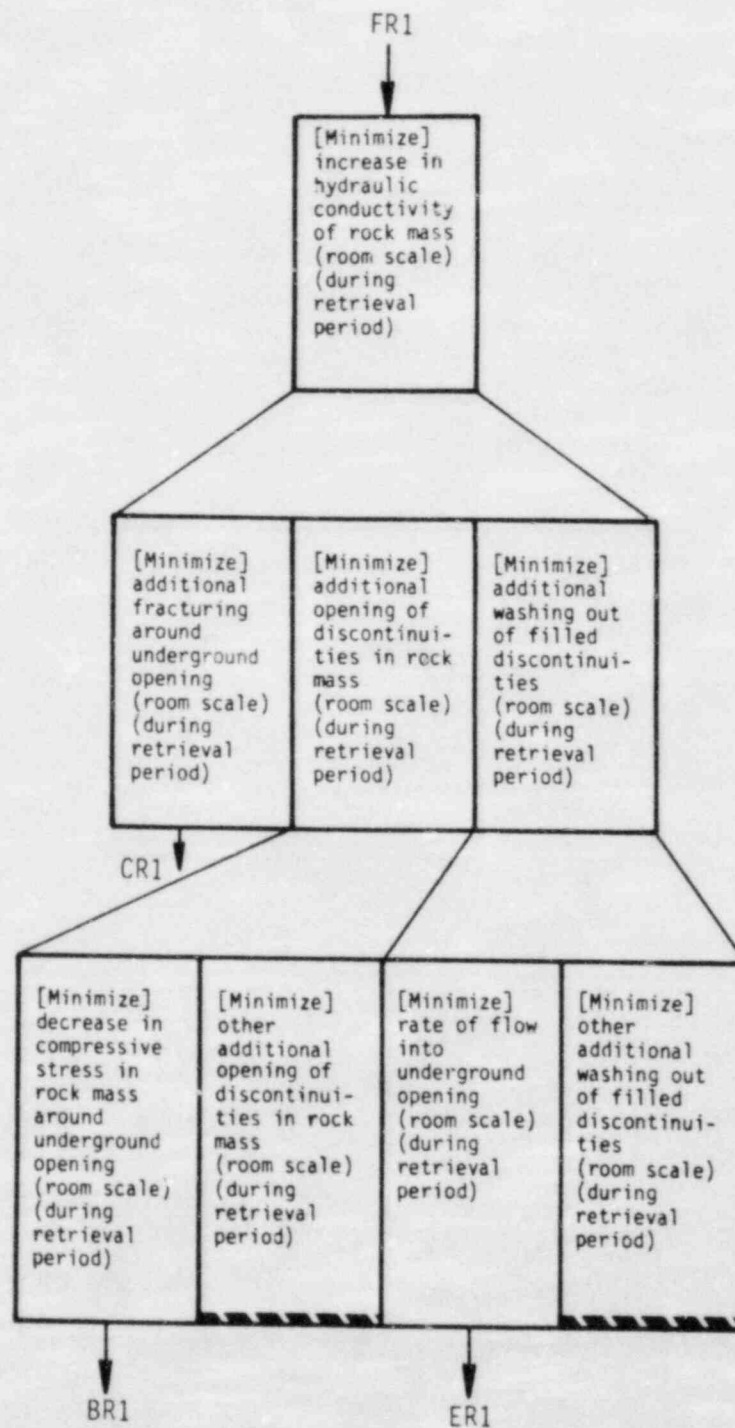 FR1
[Minimize]
increase in
hydraulic
conductivity
of rock mass
(room scale)
(during
retrieval
period)
[Minimize]
additional
fracturing
around
underground
opening
(room scale)
(during
retrieval
period)
[Minimize]
additional
opening of
discontinui-
ties in rock
mass
(room scale)
(during
retrieval
period)
[Minimize]
additional
washing out
of filled
discontinui-
ties
(room scale)
(during
retrieval
period)
CR1
[Minimize]
decrease in
compressive
stress in
rock mass
around
underground
opening
(room scale)
(during
retrieval
period)
[Minimize]
other
additional
opening of
discontinui-
ties in rock
mass
(room scale)
(during
retrieval
period)
[Minimize]
rate of flow
into
underground
opening
(room scale)
(during
retrieval
period)
[Minimize]
other
additional
washing out
of filled
discontinui-
ties
(room scale)
(during
retrieval
period)
BR1
ER1